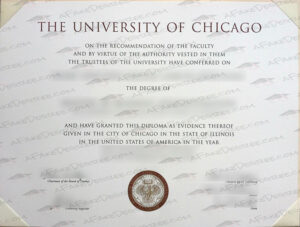 THE UNIVERSITY OF CHICAGO
ON THE RECOMMENDATION OF THE FACULTY
AND BY VIRTUE OF THE AUTHORITY VESTED IN THEM
THE TRUSTEES OF THE UNIVERSITY HAVE CONFERRED ON
THE DEGREE OF
AND HAVE GRANTED THIS DIPLOMA AS EVIDENCE THEREOF
GIVEN IN THE CITY OF CHICAGO IN THE STATE OF ILLINOIS
IN THE UNITED STATES OF AMERICA IN THE YEAR
AFakeDegree.com